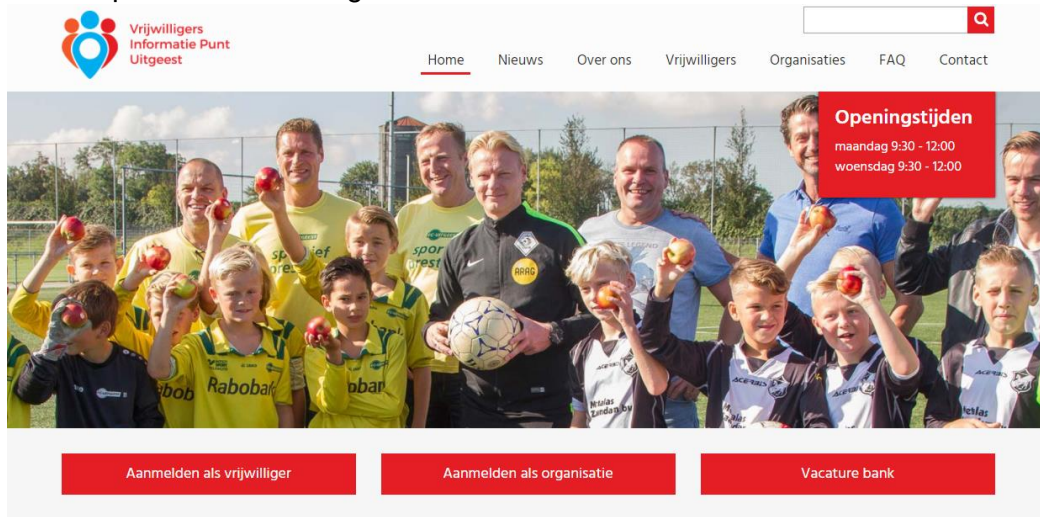 Vrijwilligers
Informatie Punt
Uitgeest
Home Nieuws Over ons Vrijwilligers Organisaties FAQ Contact
Openingstijden
maandag 9:30 - 12:00
woensdag 9:30 - 12:00
ARAG
Rabobank
Aanmelden als vrijwilliger
Aanmelden als organisatie
Vacature bank